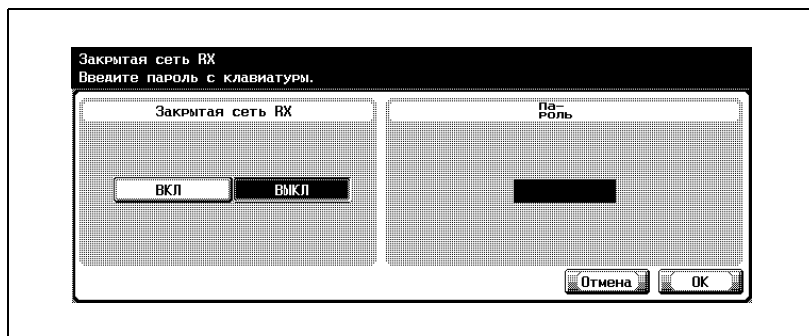 Закрытая сеть RX
Введите пароль с клавиатуры.
Закрытая сеть RX
Па-
роль
ВКЛ
ВЫКЛ
Отмена
OK